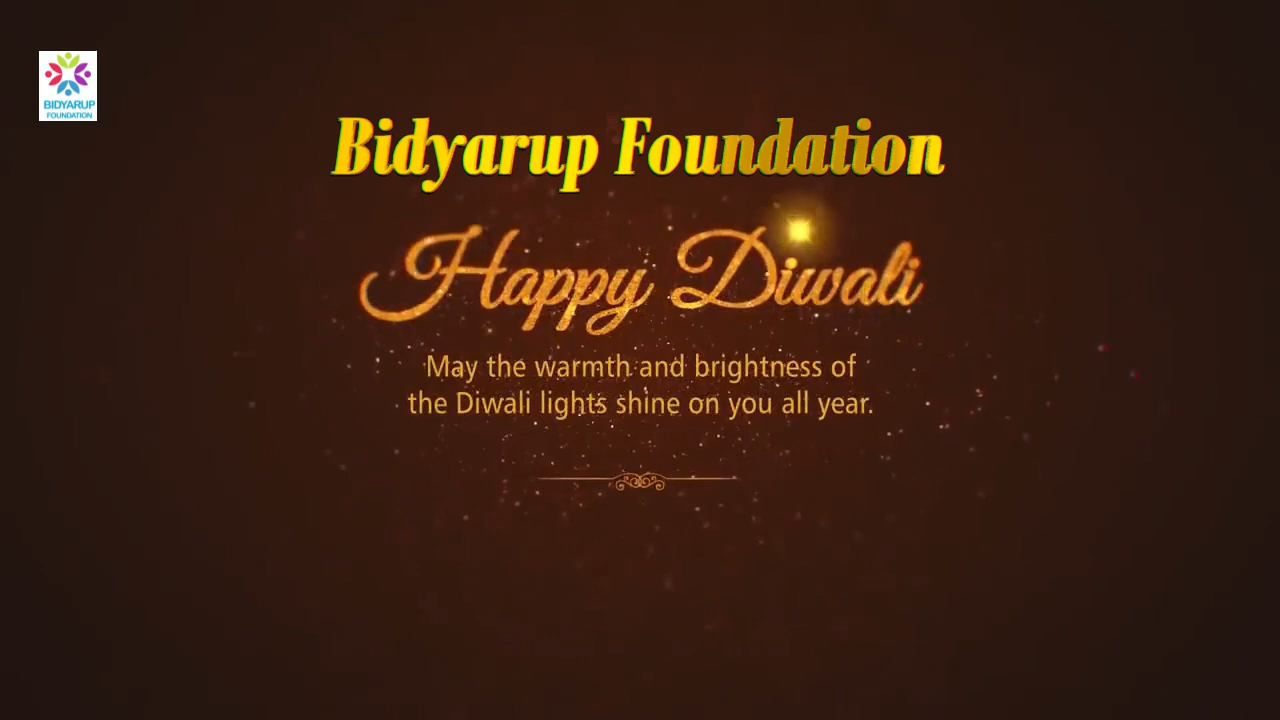 BIDYARUP
FOUNDATION
Bidyarup Foundation
Happy Diwali
May the warmth and brightness of
the Diwali lights shine on you all year.